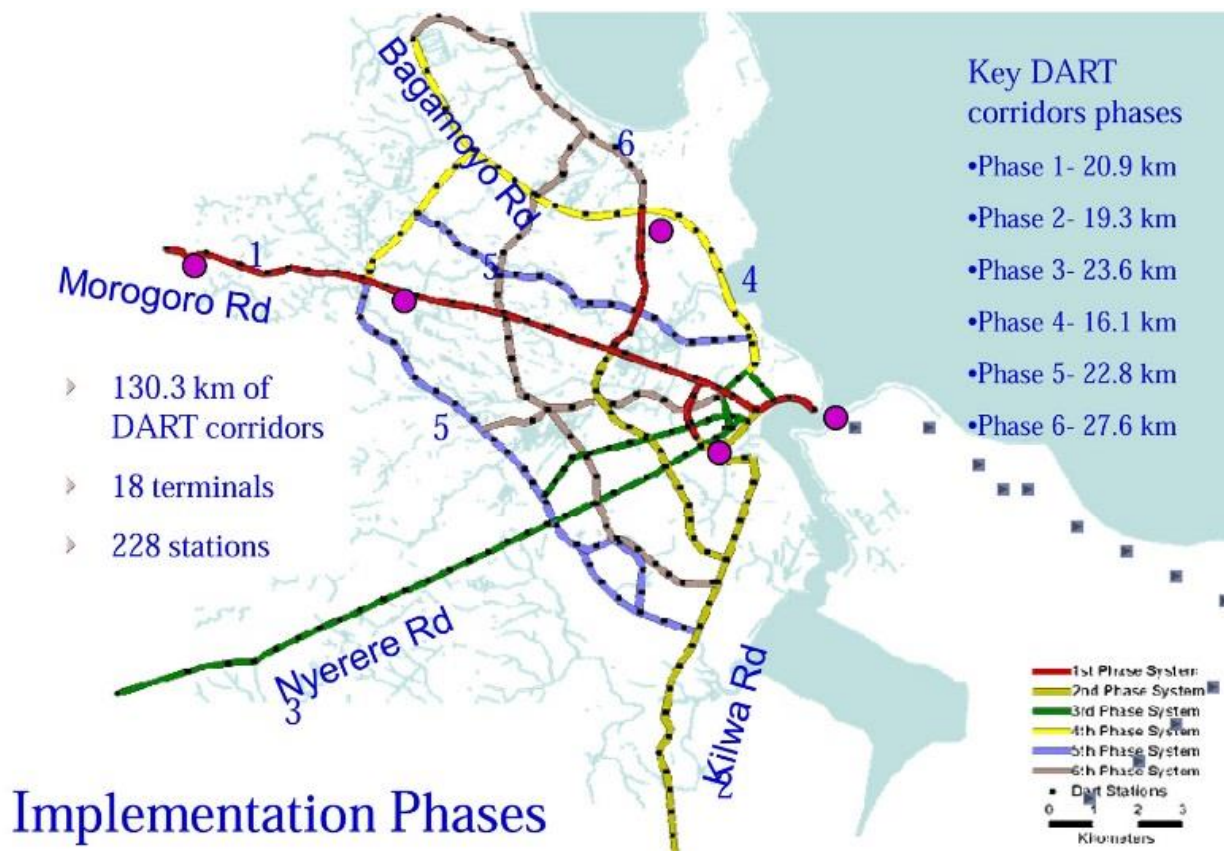 Bagamoyo Rd
6
1
5
4
Morogoro Rd
5
Nyerere Rd
3
Kilwa Rd
2
Key DART
corridors phases
•Phase 1- 20.9 km
•Phase 2- 19.3 km
•Phase 3- 23.6 km
•Phase 4- 16.1 km
•Phase 5- 22.8 km
•Phase 6- 27.6 km
130.3 km of
DART corridors
18 terminals
228 stations
1st Phase System
2nd Phase System
3rd Phase System
4th Phase System
5th Phase System
6th Phase System
Dart Stations
0 1 2 3
Kilometers
Implementation Phases